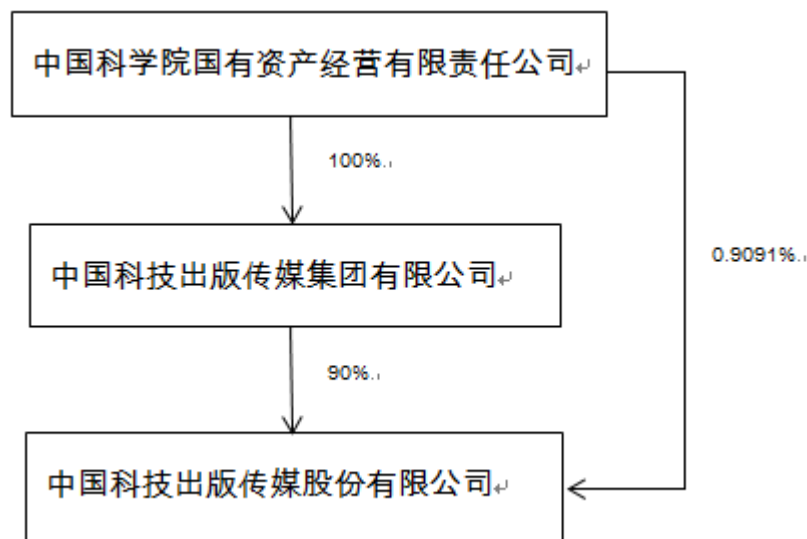 中国科学院国有资产经营有限责任公司
100%
中国科技出版传媒集团有限公司
0.9091%
90%
中国科技出版传媒股份有限公司